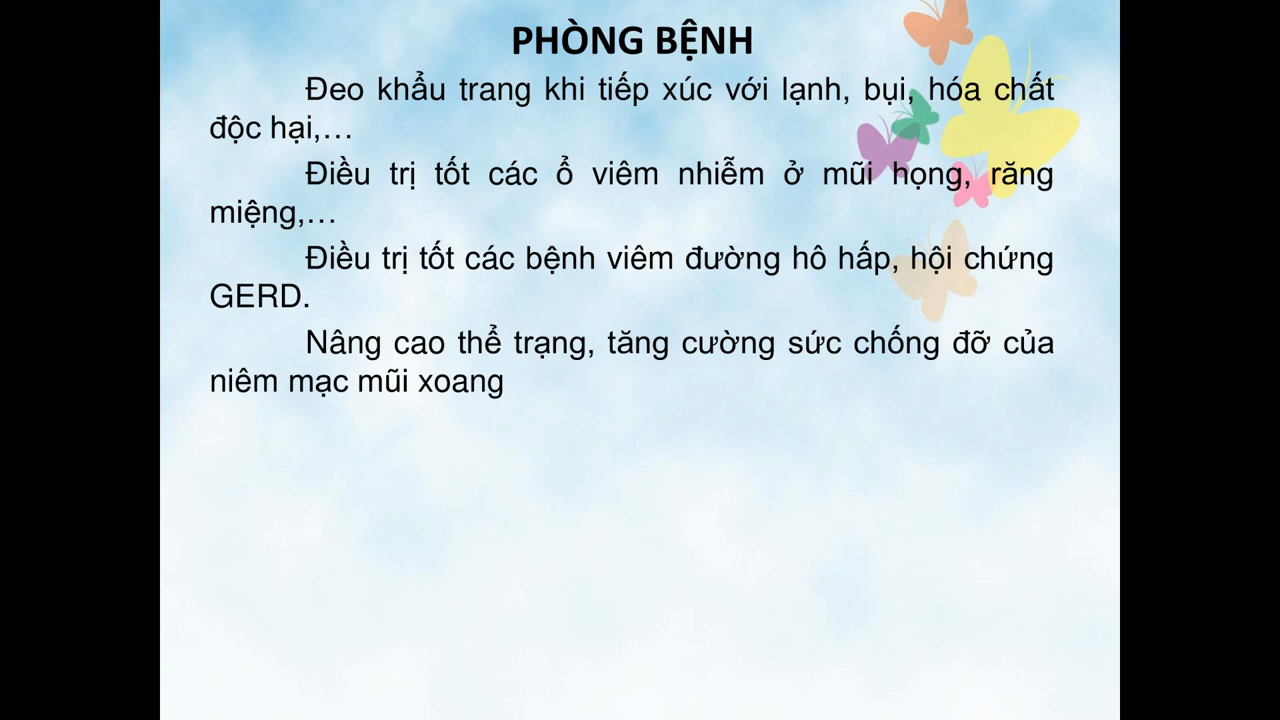 PHÒNG BỆNH
Đeo khẩu trang khi tiếp xúc với lạnh, bụi, hóa chất
độc hại,…
Điều trị tốt các ổ viêm nhiễm ở mũi họng, răng
miệng,…
Điều trị tốt các bệnh viêm đường hô hấp, hội chứng
GERD.
Nâng cao thể trạng, tăng cường sức chống đỡ của
niêm mạc mũi xoang